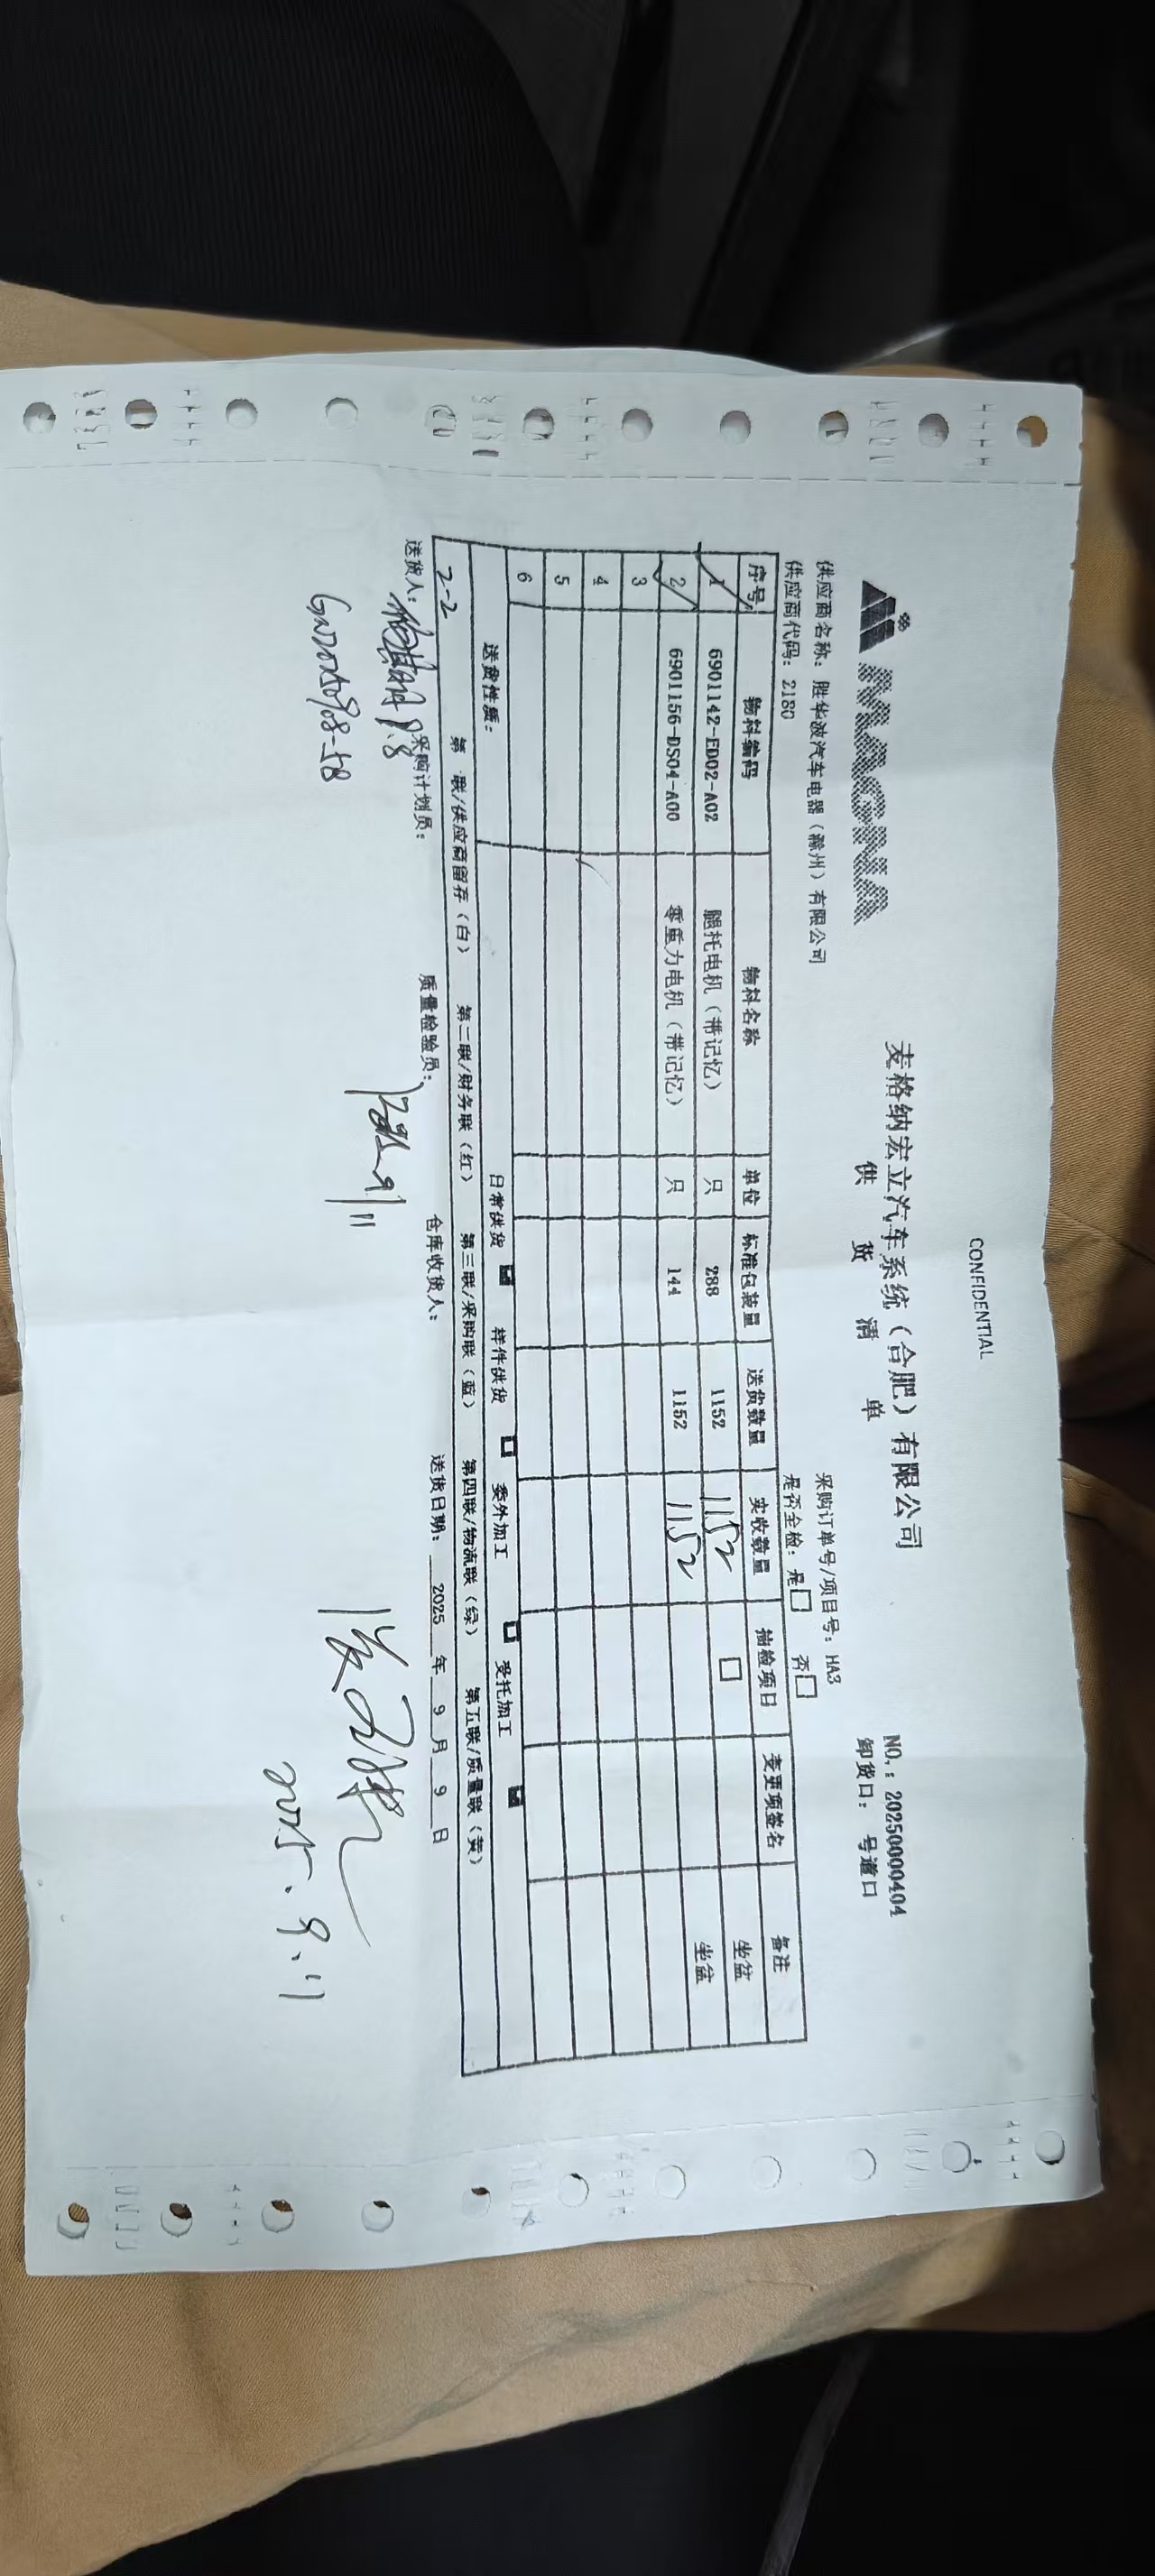 CONFIDENTIAL
MAGNA
麦格纳宏立汽车系统（合肥）有限公司
供货清单
NO.: 20250000404
卸货口： 号道口
供应商名称：胜华波汽车电器（滁州）有限公司
采购订单号/项目号：HA3
供应商代码：2180
是否全检：是□ 否□
序号 物料编码 物料名称 单位 标准包装量 送货数量 实收数量 抽检项目 变更项签名 备注
1 6901142-ED02-A02 腿托电机（带记忆） 只 288 1152 1152 □ 坐盆
2 6901156-DS04-A00 零重力电机（带记忆） 只 144 1152 1152 坐盆
3
4
5
6
送货性质： 日常供货 样件供货 □ 委外加工 □ 受托加工
2-2 第 联/供应商留存（白） 第二联/财务联（红） 第三联/采购联（蓝） 第四联/物流联（绿） 第五联/质量联（黄）
送货人： 采购计划员： 质量检验员： 仓库收货人： 送货日期： 2025 年 9 月 9 日
9.8
9/11
2025.9.11